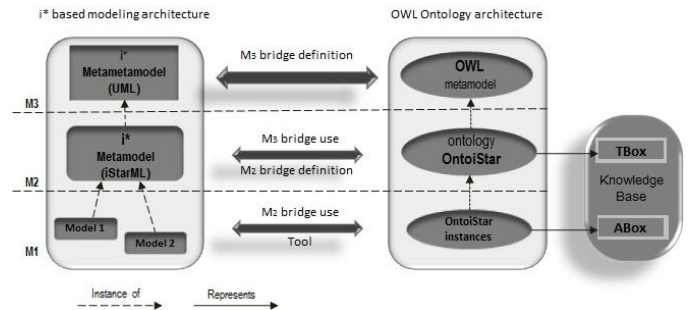 i* based modeling architecture
OWL Ontology architecture
i*
Metametamodel
(UML)
M3 bridge definition
OWL
metamodel
M3
i*
Metamodel
(iStarML)
M3 bridge use
M2 bridge definition
ontology
OntoiStar
TBox
Knowledge
Base
ABox
M2
Model 1
Model 2
M2 bridge use
Tool
OntoiStar
instances
M1
Instance of
Represents